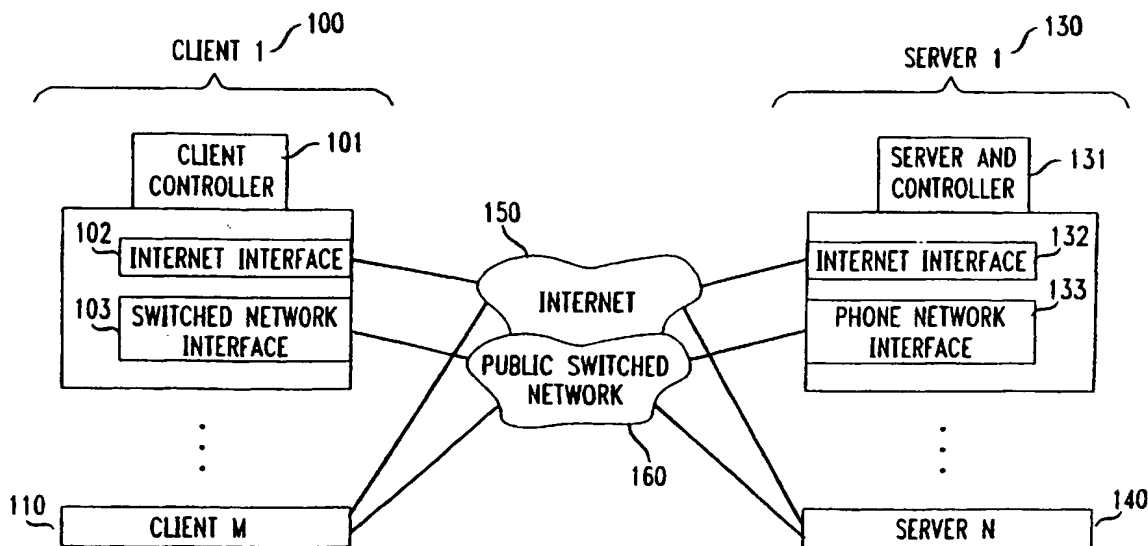 CLIENT 1 100
SERVER 1 130
CLIENT
CONTROLLER
101
SERVER AND
CONTROLLER
131
102
INTERNET INTERFACE
150
INTERNET INTERFACE
132
103
SWITCHED NETWORK
INTERFACE
INTERNET
PHONE NETWORK
INTERFACE
133
PUBLIC SWITCHED
NETWORK
160
110
CLIENT M
SERVER N
140